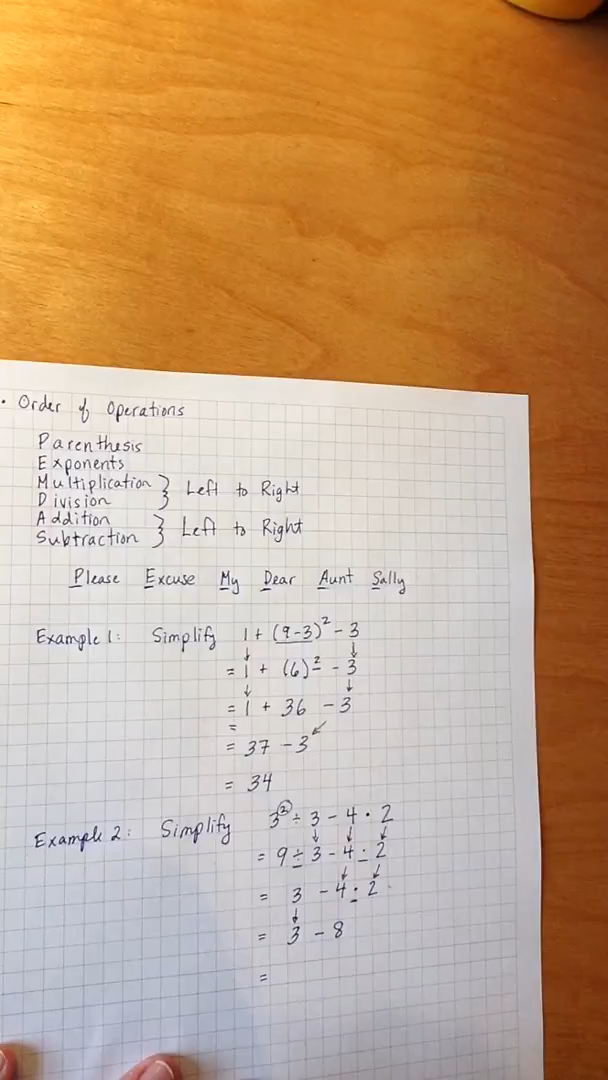 • Order of Operations
Parenthesis
Exponents
Multiplication } Left to Right
Division
Addition } Left to Right
Subtraction
Please Excuse My Dear Aunt Sally
Example 1: Simplify 1 + (9-3)² - 3
= 1 + (6)² - 3
= 1 + 36 - 3
=
= 37 - 3
= 34
Example 2: Simplify 3² ÷ 3 - 4 · 2
= 9 ÷ 3 - 4 · 2
= 3 - 4 · 2
= 3 - 8
=